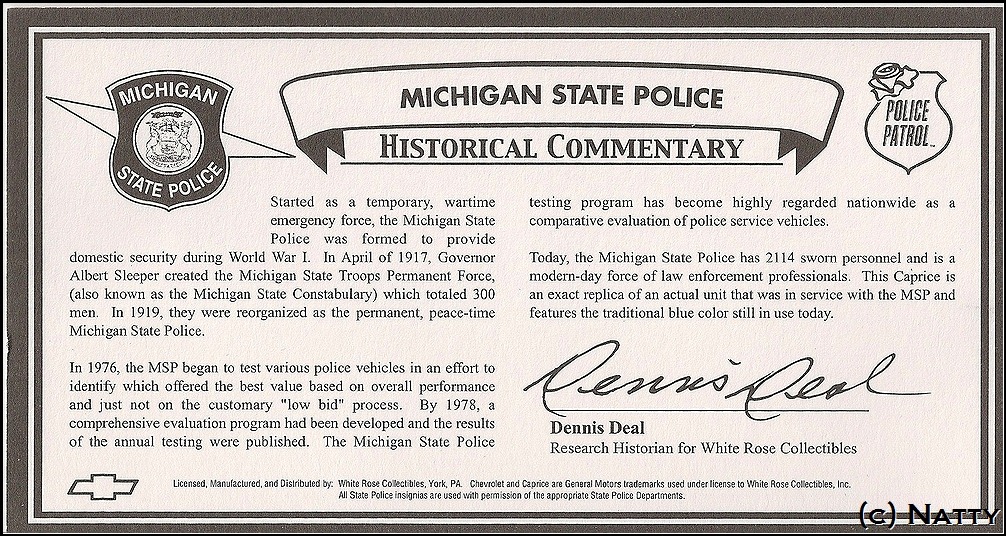 MICHIGAN
STATE POLICE
MICHIGAN STATE POLICE
HISTORICAL COMMENTARY
POLICE
PATROL™
Started as a temporary, wartime
emergency force, the Michigan State
Police was formed to provide
domestic security during World War I. In April of 1917, Governor
Albert Sleeper created the Michigan State Troops Permanent Force,
(also known as the Michigan State Constabulary) which totaled 300
men. In 1919, they were reorganized as the permanent, peace-time
Michigan State Police.
In 1976, the MSP began to test various police vehicles in an effort to
identify which offered the best value based on overall performance
and just not on the customary "low bid" process. By 1978, a
comprehensive evaluation program had been developed and the results
of the annual testing were published. The Michigan State Police
testing program has become highly regarded nationwide as a
comparative evaluation of police service vehicles.
Today, the Michigan State Police has 2114 sworn personnel and is a
modern-day force of law enforcement professionals. This Caprice is
an exact replica of an actual unit that was in service with the MSP and
features the traditional blue color still in use today.
Dennis Deal
Dennis Deal
Research Historian for White Rose Collectibles
Licensed, Manufactured, and Distributed by: White Rose Collectibles, York, PA. Chevrolet and Caprice are General Motors trademarks used under license to White Rose Collectibles, Inc.
All State Police insignias are used with permission of the appropriate State Police Departments.
(c) NATTY